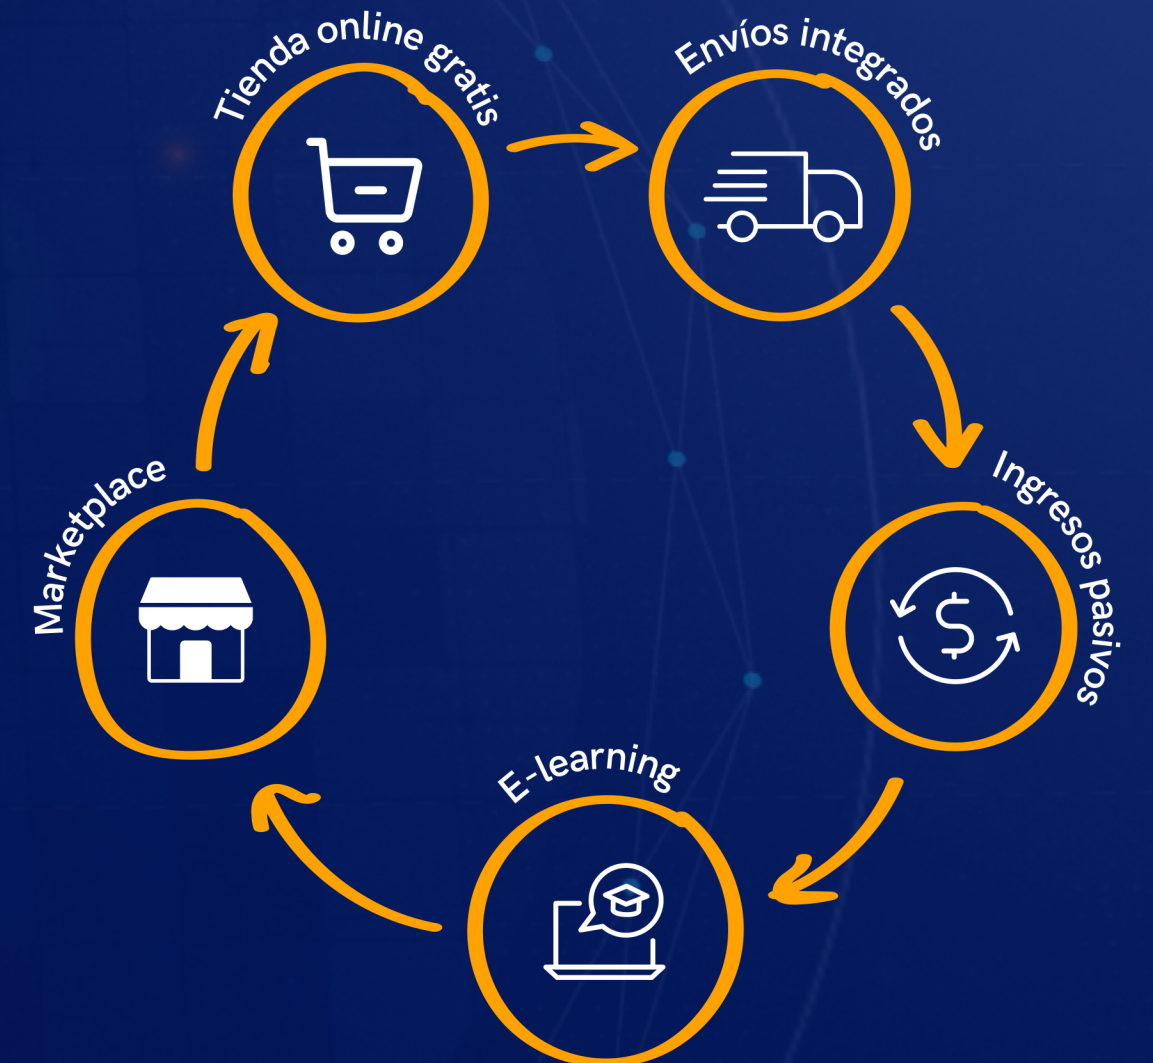 Tienda online gratis
Envíos integrados
Ingresos pasivos
E-learning
Marketplace